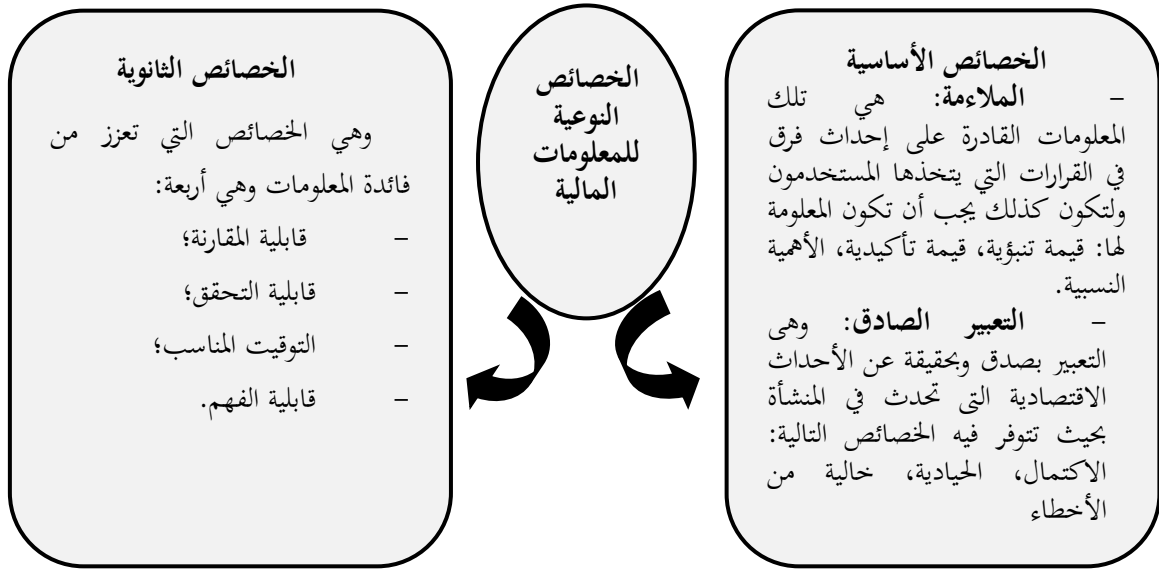 الخصائص الأساسية
– الملاءمة: هي تلك
المعلومات القادرة على إحداث فرق
في القرارات التي يتخذها المستخدمون
ولتكون كذلك يجب أن تكون المعلومة
لها: قيمة تنبؤية، قيمة تأكيدية، الأهمية
النسبية.
– التعبير الصادق: وهى
التعبير بصدق وبحقيقة عن الأحداث
الاقتصادية التى تحدث في المنشأة
بحيث تتوفر فيه الخصائص التالية:
الاكتمال، الحيادية، خالية من
الأخطاء
الخصائص
النوعية
للمعلومات
المالية
الخصائص الثانوية
وهي الخصائص التي تعزز من
فائدة المعلومات وهي أربعة:
– قابلية المقارنة؛
– قابلية التحقق؛
– التوقيت المناسب؛
– قابلية الفهم.